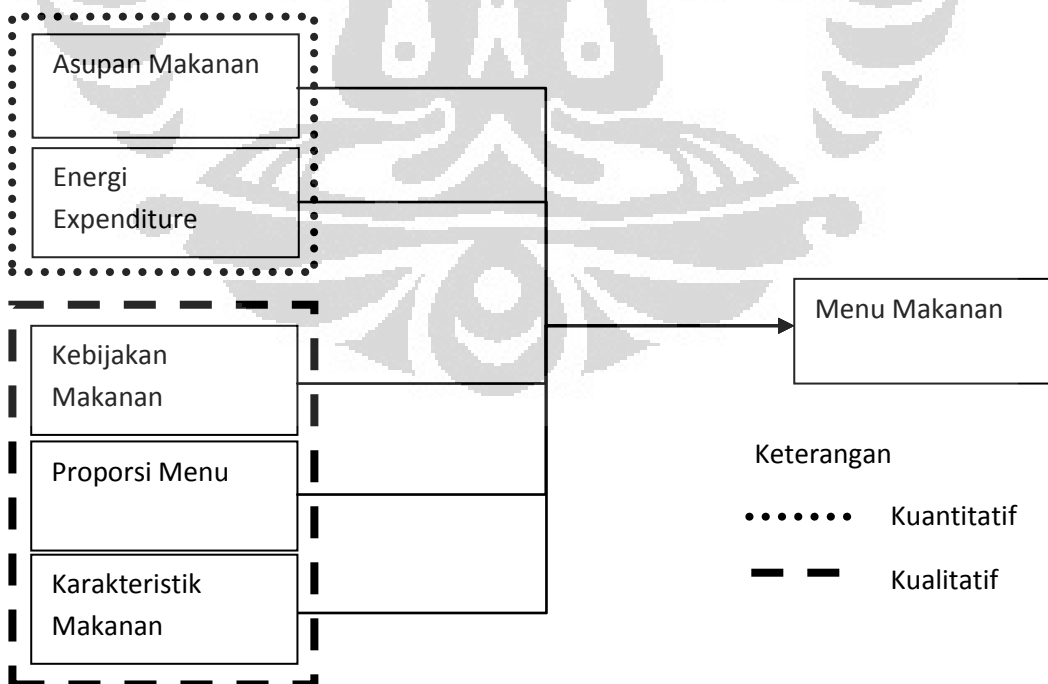 Asupan Makanan
Energi
Expenditure
Kebijakan
Makanan
Proporsi Menu
Karakteristik
Makanan
Menu Makanan
Keterangan
Kuantitatif
Kualitatif